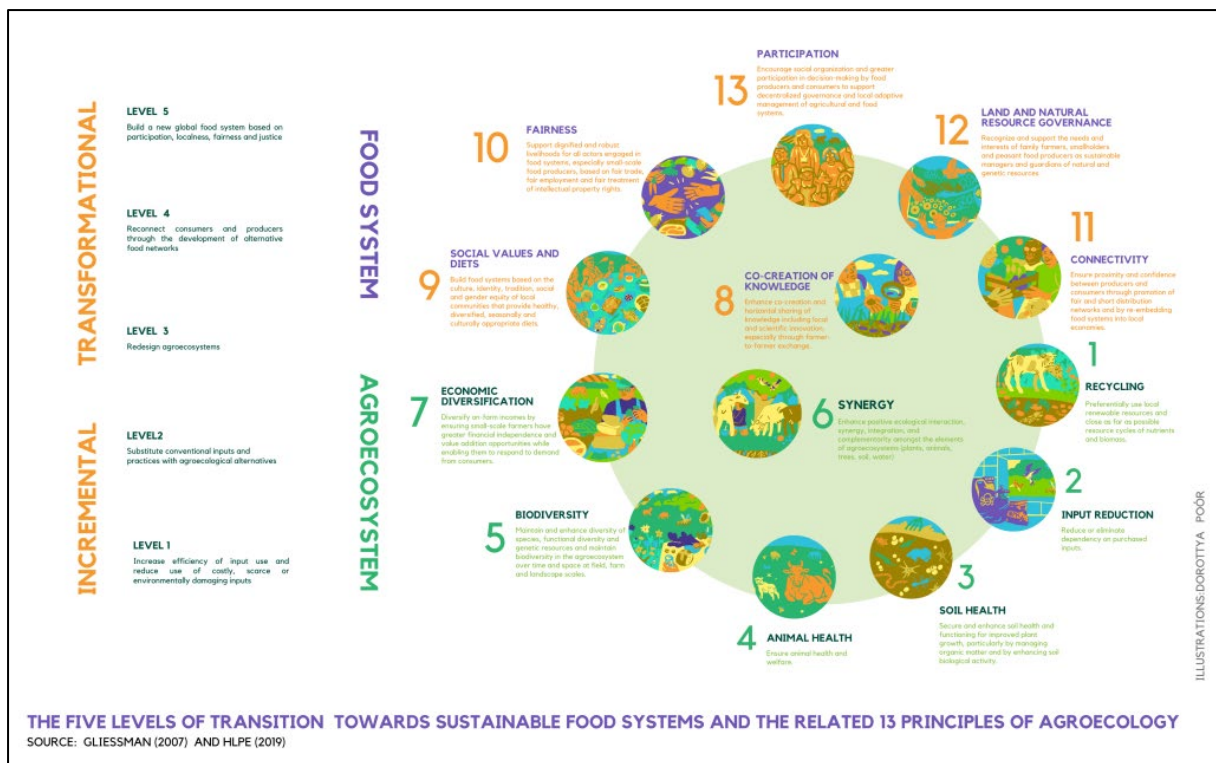 TRANSFORMATIONAL
INCREMENTAL
LEVEL 5
Build a new global food system based on
participation, localness, fairness and justice
LEVEL 4
Reconnect consumers and producers
through the development of alternative
food networks
LEVEL 3
Redesign agroecosystems
LEVEL2
Substitute conventional inputs and
practices with agroecological alternatives
LEVEL 1
Increase efficiency of input use and
reduce use of costly, scarce or
environmentally damaging inputs
FOOD SYSTEM
AGROECOSYSTEM
13
PARTICIPATION
Encourage social organization and greater
participation in decision making by food
producers and consumers to support
decentralized governance and local adaptive
management of agricultural and food
systems.
10
FAIRNESS
Support dignified and robust
livelihoods for all actors engaged in
food systems, especially small-scale
food producers, based on fair trade,
fair employment and fair treatment
of intellectual property rights.
12
LAND AND NATURAL
RESOURCE GOVERNANCE
Recognize and support the needs and
interests of family farmers, smallholders
and peasant food producers as sustainable
managers and guardians of natural and
genetic resources
11
CONNECTIVITY
Ensure proximity and confidence
between producers and
consumers through promotion of
fair and short distribution
networks and by re-embedding
food systems into local
economies.
9
SOCIAL VALUES AND
DIETS
Build food systems based on the
culture, identity, tradition, social
and gender equity of local
communities that provide healthy,
diversified, seasonally and
culturally appropriate diets.
8
CO-CREATION OF
KNOWLEDGE
Enhance co-creation and
horizontal sharing of
knowledge including local
and scientific innovation,
especially through farmer-
to-farmer exchange.
1
RECYCLING
Preferentially use local
renewable resources and
close as far as possible
resource cycles of nutrients
and biomass.
7
ECONOMIC
DIVERSIFICATION
Diversify on-farm incomes by
ensuring small-scale farmers have
greater financial independence and
value addition opportunities while
enabling them to respond to demand
from consumers.
6
SYNERGY
Enhance positive ecological interaction,
synergy, integration, and
complementarity amongst the elements
of agroecosystems (plants, animals,
trees, soil, water)
2
INPUT REDUCTION
Reduce or eliminate
dependency on purchased
inputs.
5
BIODIVERSITY
Maintain and enhance diversity of
species, functional diversity and
genetic resources and maintain
biodiversity in the agroecosystem
over time and space at field, farm
and landscape scales.
4
ANIMAL HEALTH
Ensure animal health and
welfare.
3
SOIL HEALTH
Secure and enhance soil health and
functioning for improved plant
growth, particularly by managing
organic matter and by enhancing soil
biological activity.
ILLUSTRATIONS:DOROTTYA POÓR
THE FIVE LEVELS OF TRANSITION TOWARDS SUSTAINABLE FOOD SYSTEMS AND THE RELATED 13 PRINCIPLES OF AGROECOLOGY
SOURCE: GLIESSMAN (2007) AND HLPE (2019)